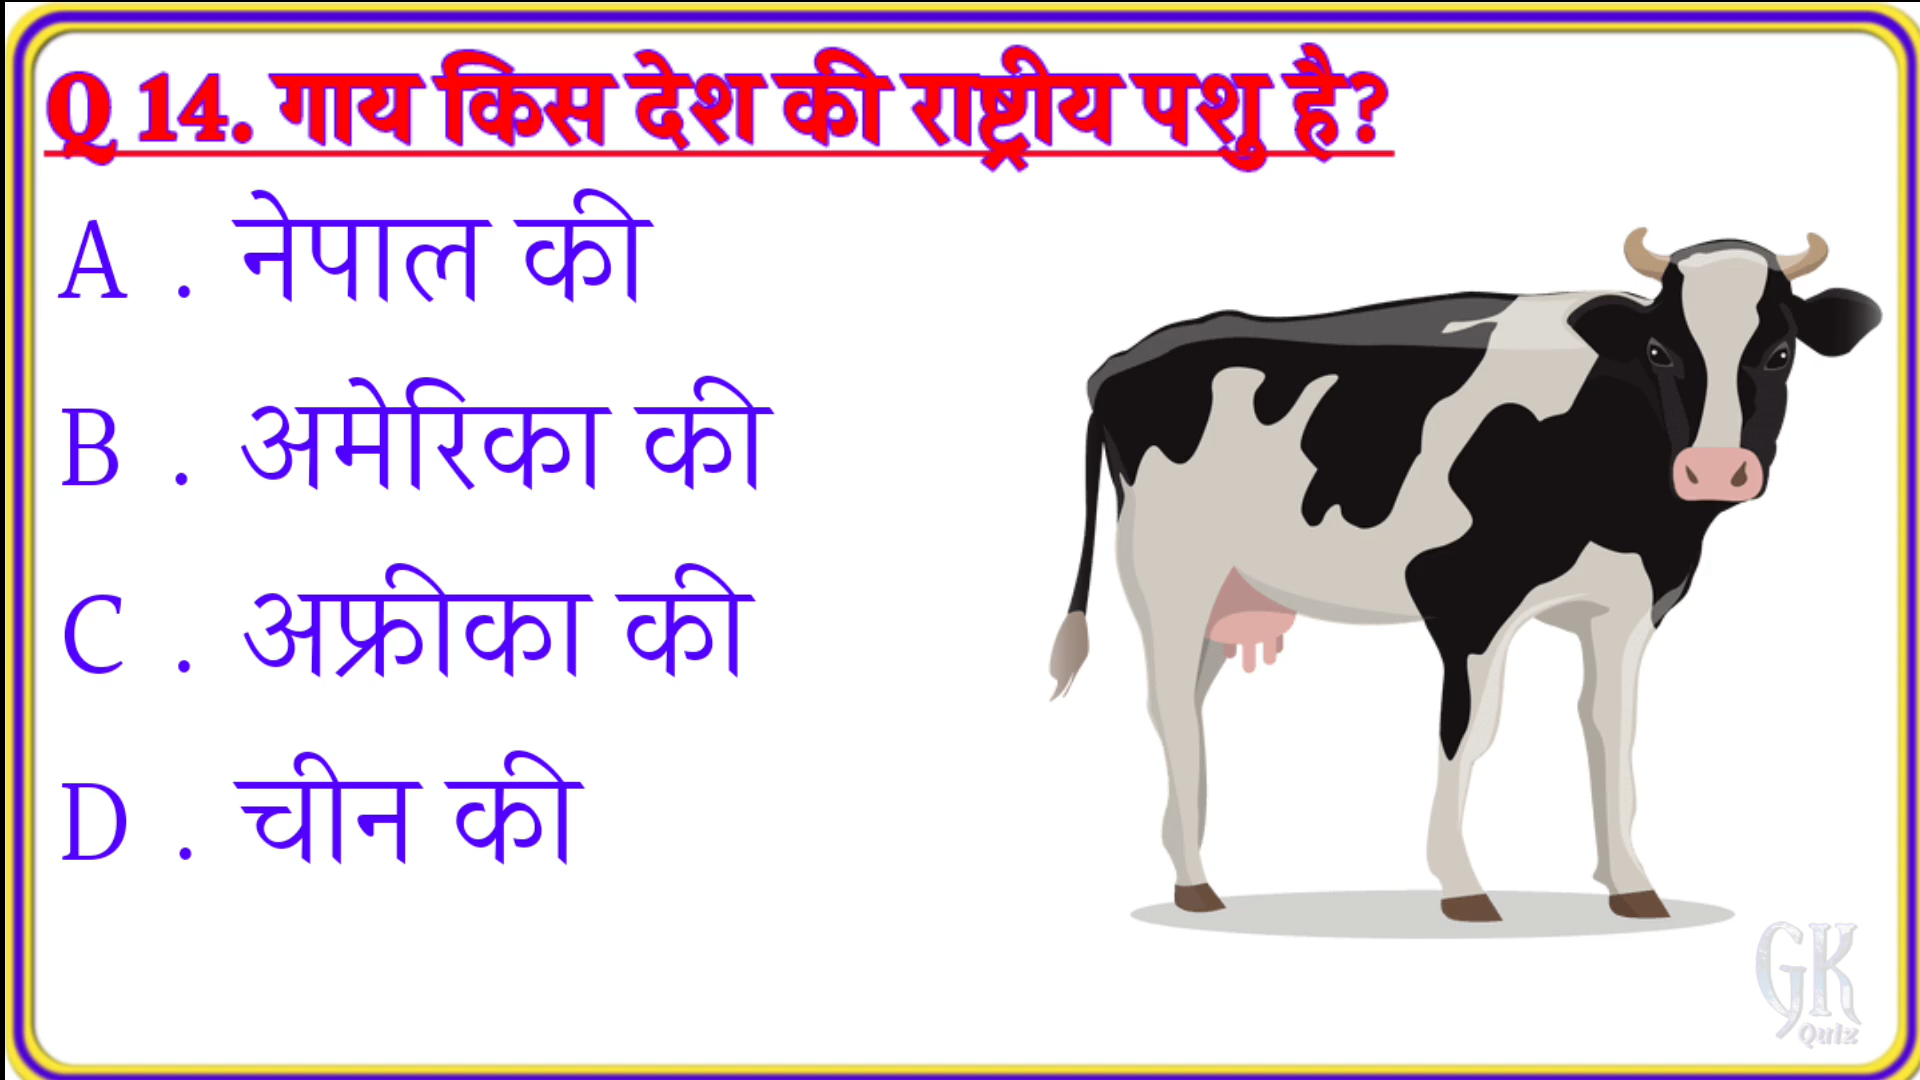 Q 14. गाय किस देश की राष्ट्रीय पशु है?
A . नेपाल की
B . अमेरिका की
C . अफ्रीका की
D . चीन की
GK
Quiz